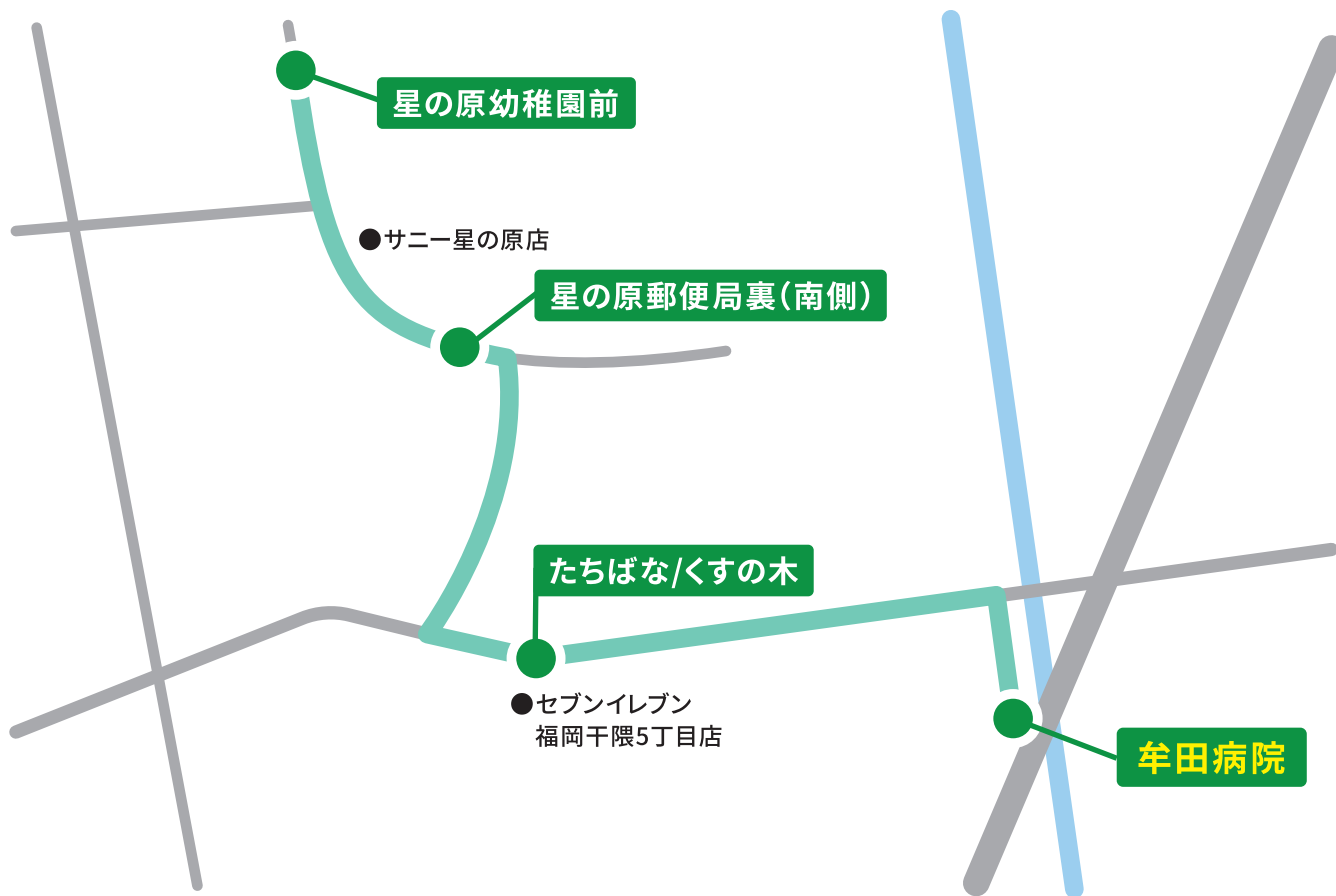 星の原幼稚園前
●サニー星の原店
星の原郵便局裏(南側)
たちばな/くすの木
●セブンイレブン
福岡干隈5丁目店
牟田病院